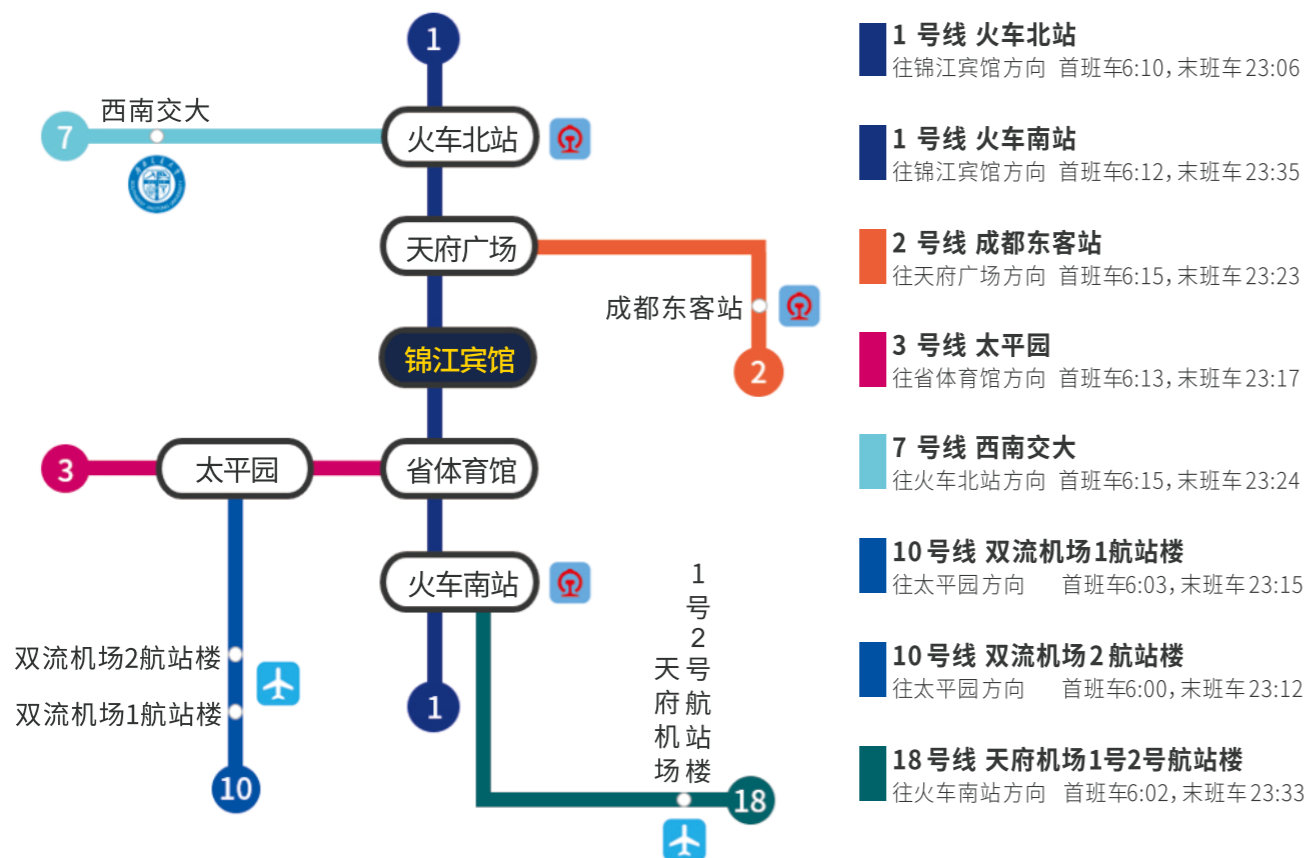 1
西南交大
7
火车北站
天府广场
成都东客站
锦江宾馆
2
3
太平园
省体育馆
火车南站
1号2号航站楼
天府机场
双流机场2航站楼
双流机场1航站楼
1
10
18
1 号线 火车北站
往锦江宾馆方向 首班车6:10,末班车23:06
1 号线 火车南站
往锦江宾馆方向 首班车6:12,末班车23:35
2 号线 成都东客站
往天府广场方向 首班车6:15,末班车23:23
3 号线 太平园
往省体育馆方向 首班车6:13,末班车23:17
7 号线 西南交大
往火车北站方向 首班车6:15,末班车23:24
10号线 双流机场1航站楼
往太平园方向 首班车6:03,末班车23:15
10号线 双流机场2航站楼
往太平园方向 首班车6:00,末班车23:12
18号线 天府机场1号2号航站楼
往火车南站方向 首班车6:02,末班车23:33